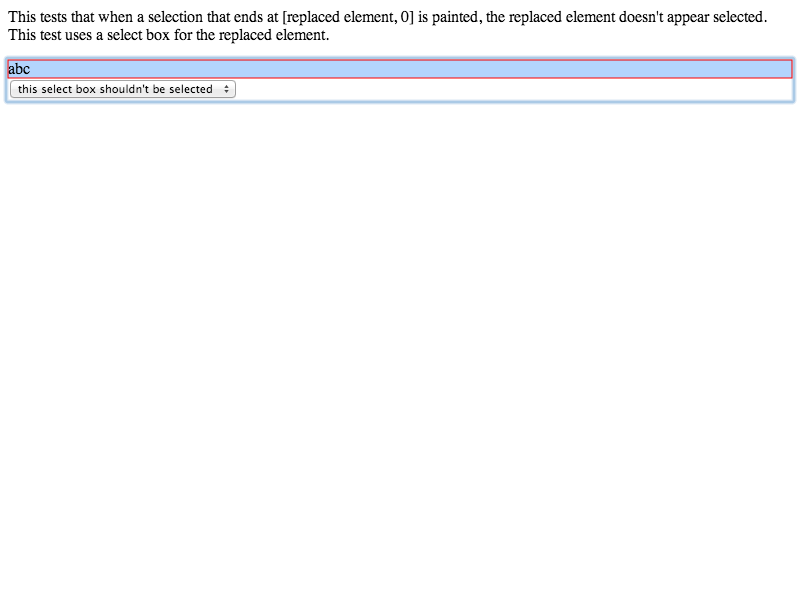 This tests that when a selection that ends at [replaced element, 0] is painted, the replaced element doesn't appear selected.
This test uses a select box for the replaced element.
abc
this select box shouldn't be selected